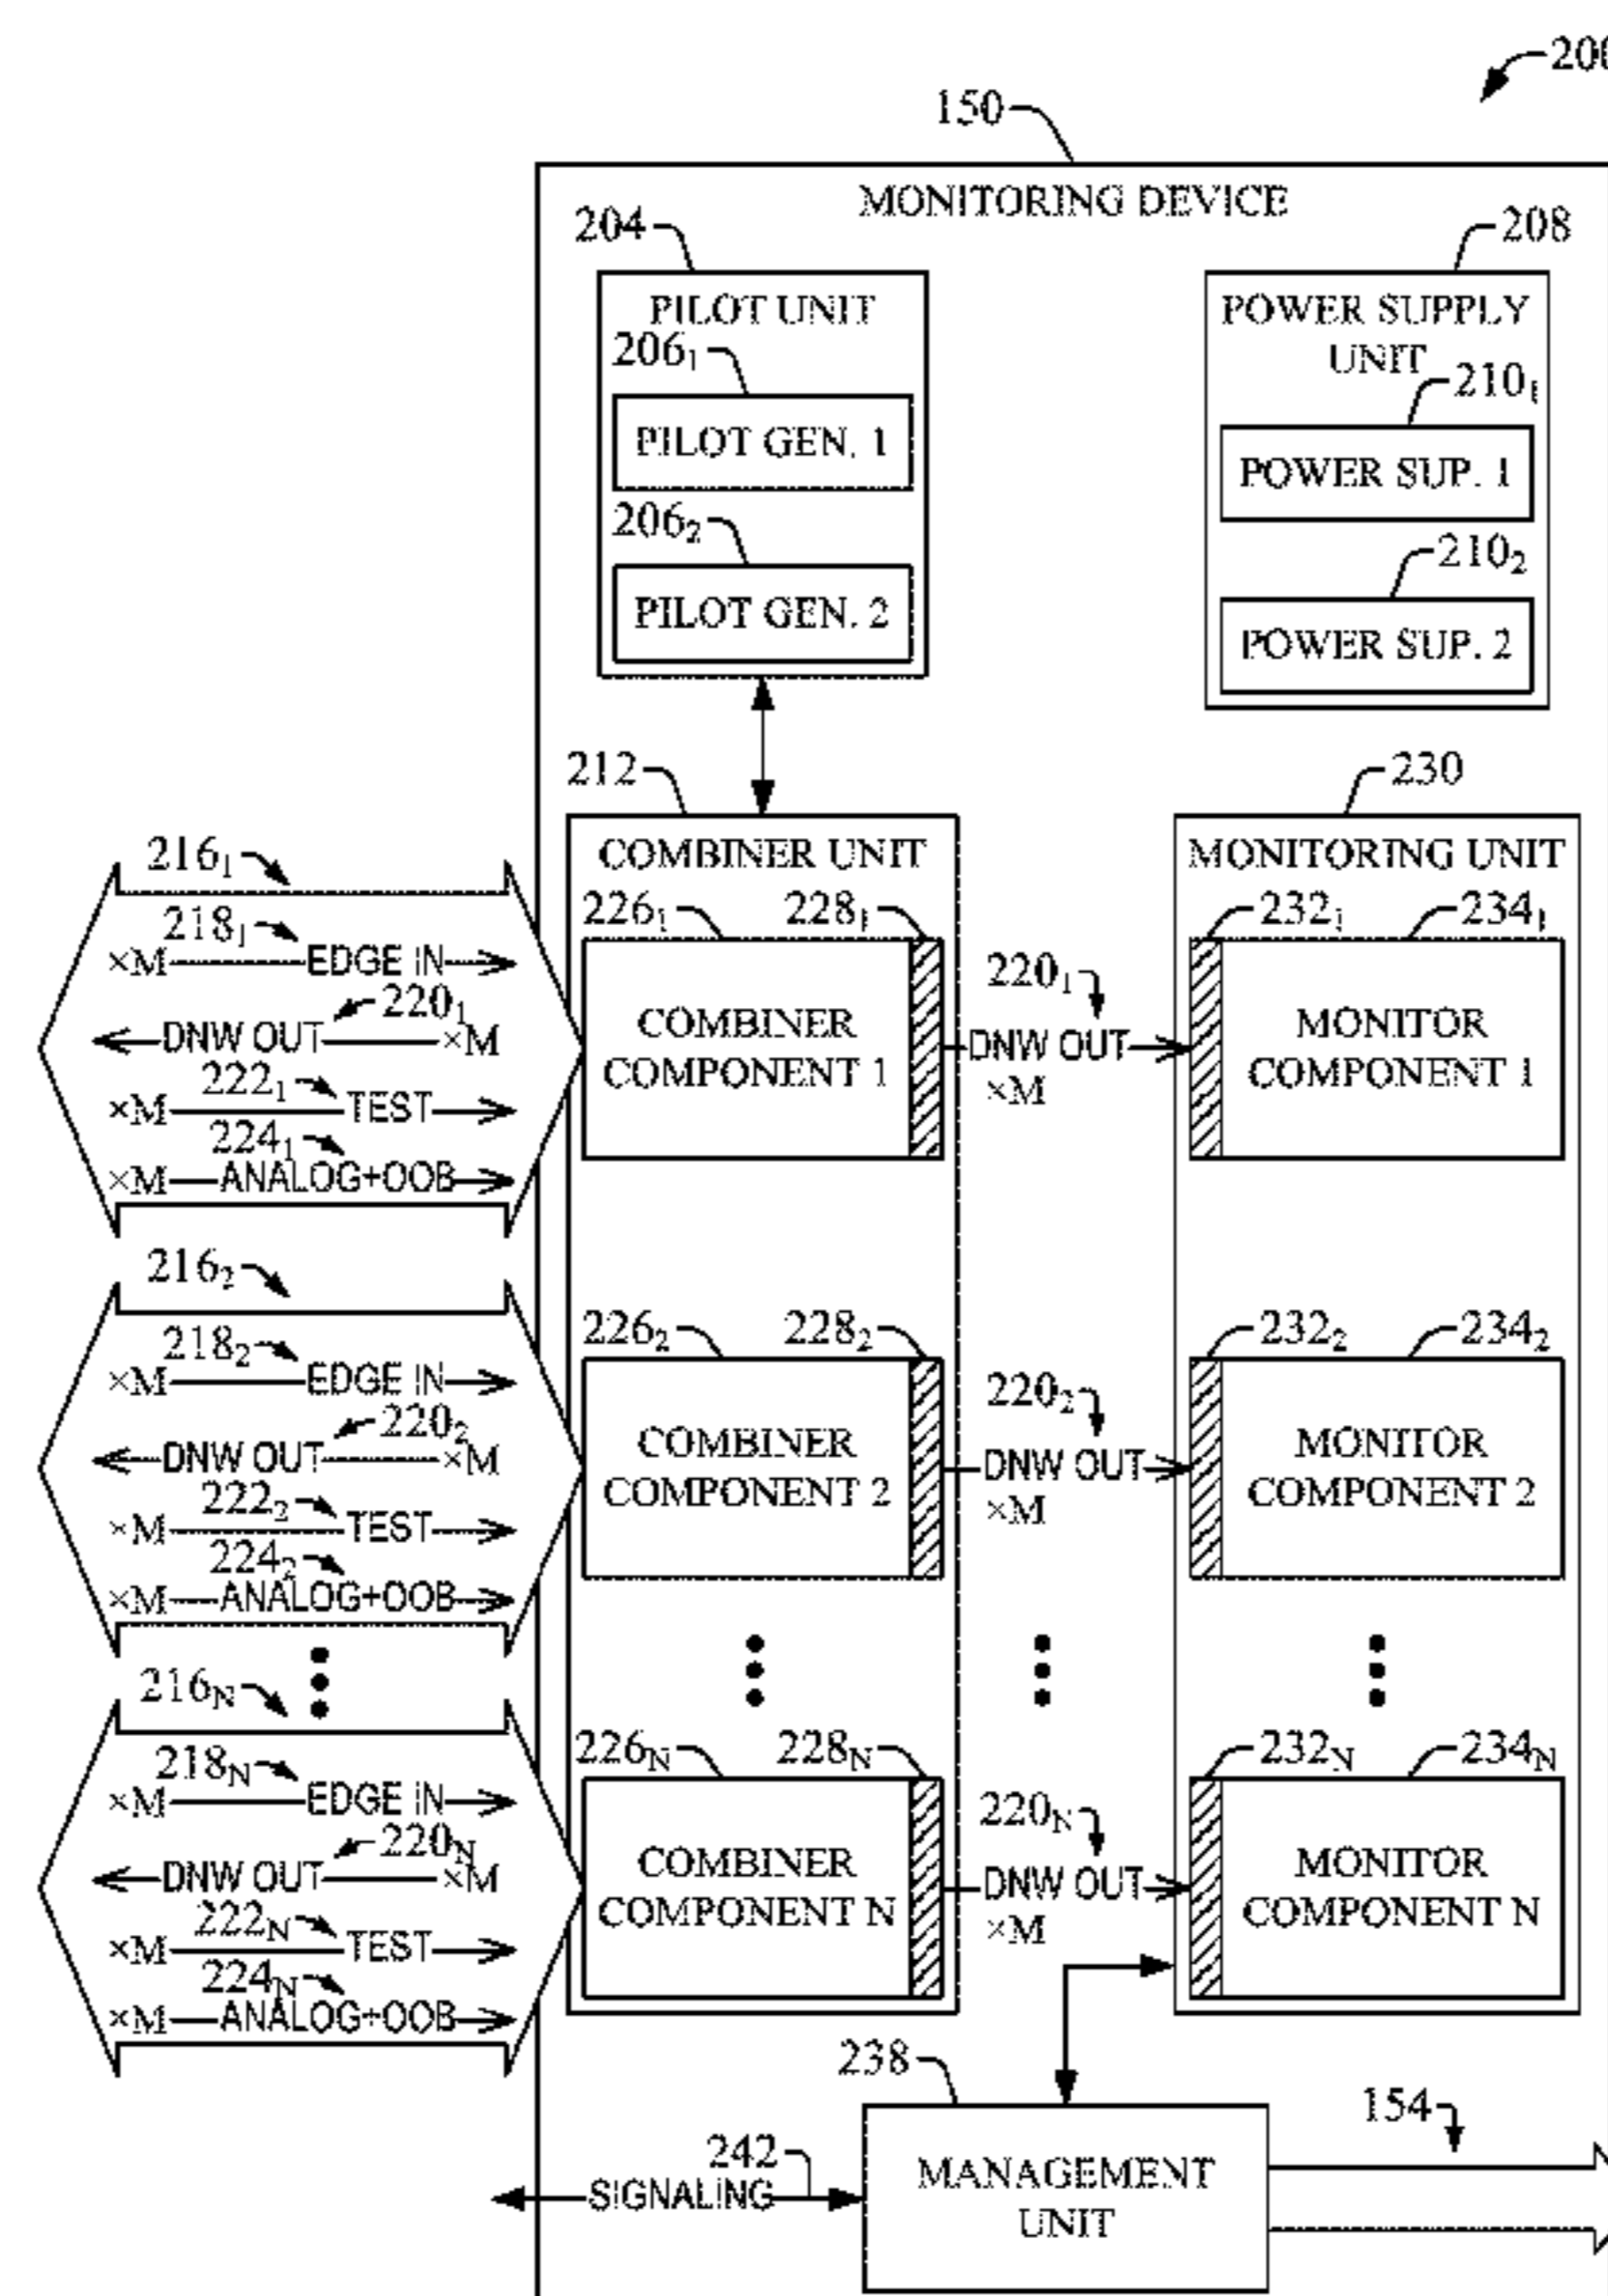 200
150
MONITORING DEVICE
204
208
PILOT UNIT
POWER SUPPLY
UNIT
206₁
210₁
PILOT GEN. 1
POWER SUP. 1
206₂
210₂
PILOT GEN. 2
POWER SUP. 2
212
230
COMBINER UNIT
MONITORING UNIT
216₁
218₁
×M EDGE IN
220₁
DNW OUT ×M
222₁
×M TEST
224₁
×M ANALOG+OOB
226₁
228₁
COMBINER
COMPONENT 1
220₁
DNW OUT
×M
232₁
234₁
MONITOR
COMPONENT 1
216₂
218₂
×M EDGE IN
220₂
DNW OUT ×M
222₂
×M TEST
224₂
×M ANALOG+OOB
226₂
228₂
COMBINER
COMPONENT 2
220₂
DNW OUT
×M
232₂
234₂
MONITOR
COMPONENT 2
216N
218N
×M EDGE IN
220N
DNW OUT ×M
222N
×M TEST
224N
×M ANALOG+OOB
226N
228N
COMBINER
COMPONENT N
220N
DNW OUT
×M
232N
234N
MONITOR
COMPONENT N
238
154
242
SIGNALING
MANAGEMENT
UNIT